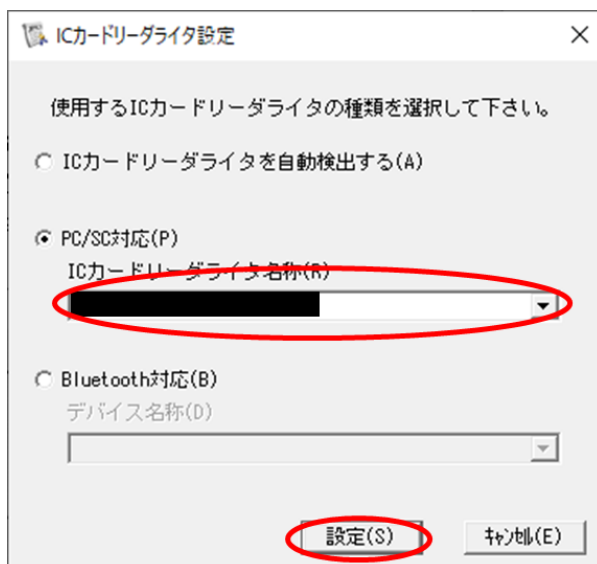 ICカードリーダライタ設定
使用するICカードリーダライタの種類を選択して下さい。
ICカードリーダライタを自動検出する(A)
PC/SC対応(P)
ICカードリーダライタ名称(R)
Bluetooth対応(B)
デバイス名称(D)
設定(S) ｷｬﾝｾﾙ(E)